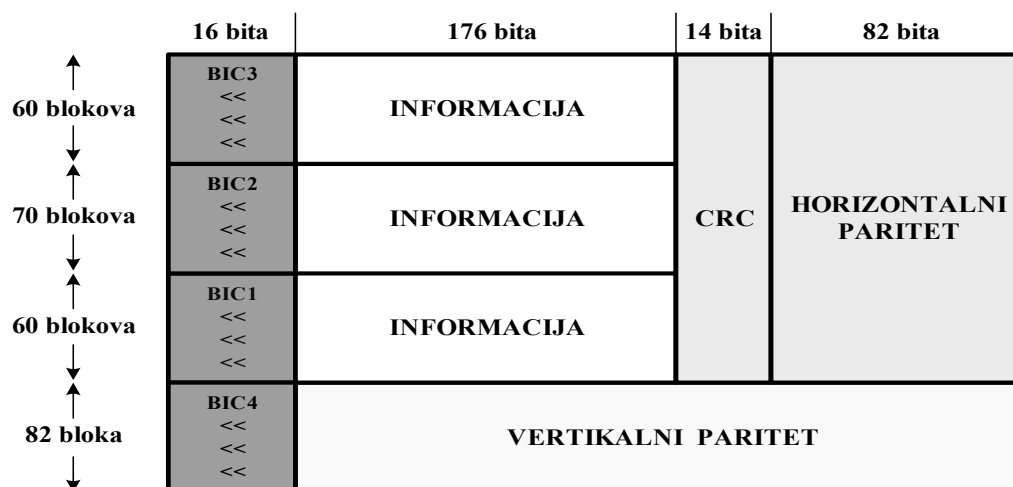 16 bita 176 bita 14 bita 82 bita
BIC3
<<
<<
<<
60 blokova
INFORMACIJA
BIC2
<<
<<
<<
70 blokova
INFORMACIJA
CRC
HORIZONTALNI
PARITET
BIC1
<<
<<
<<
60 blokova
INFORMACIJA
BIC4
<<
<<
<<
82 bloka
VERTIKALNI PARITET